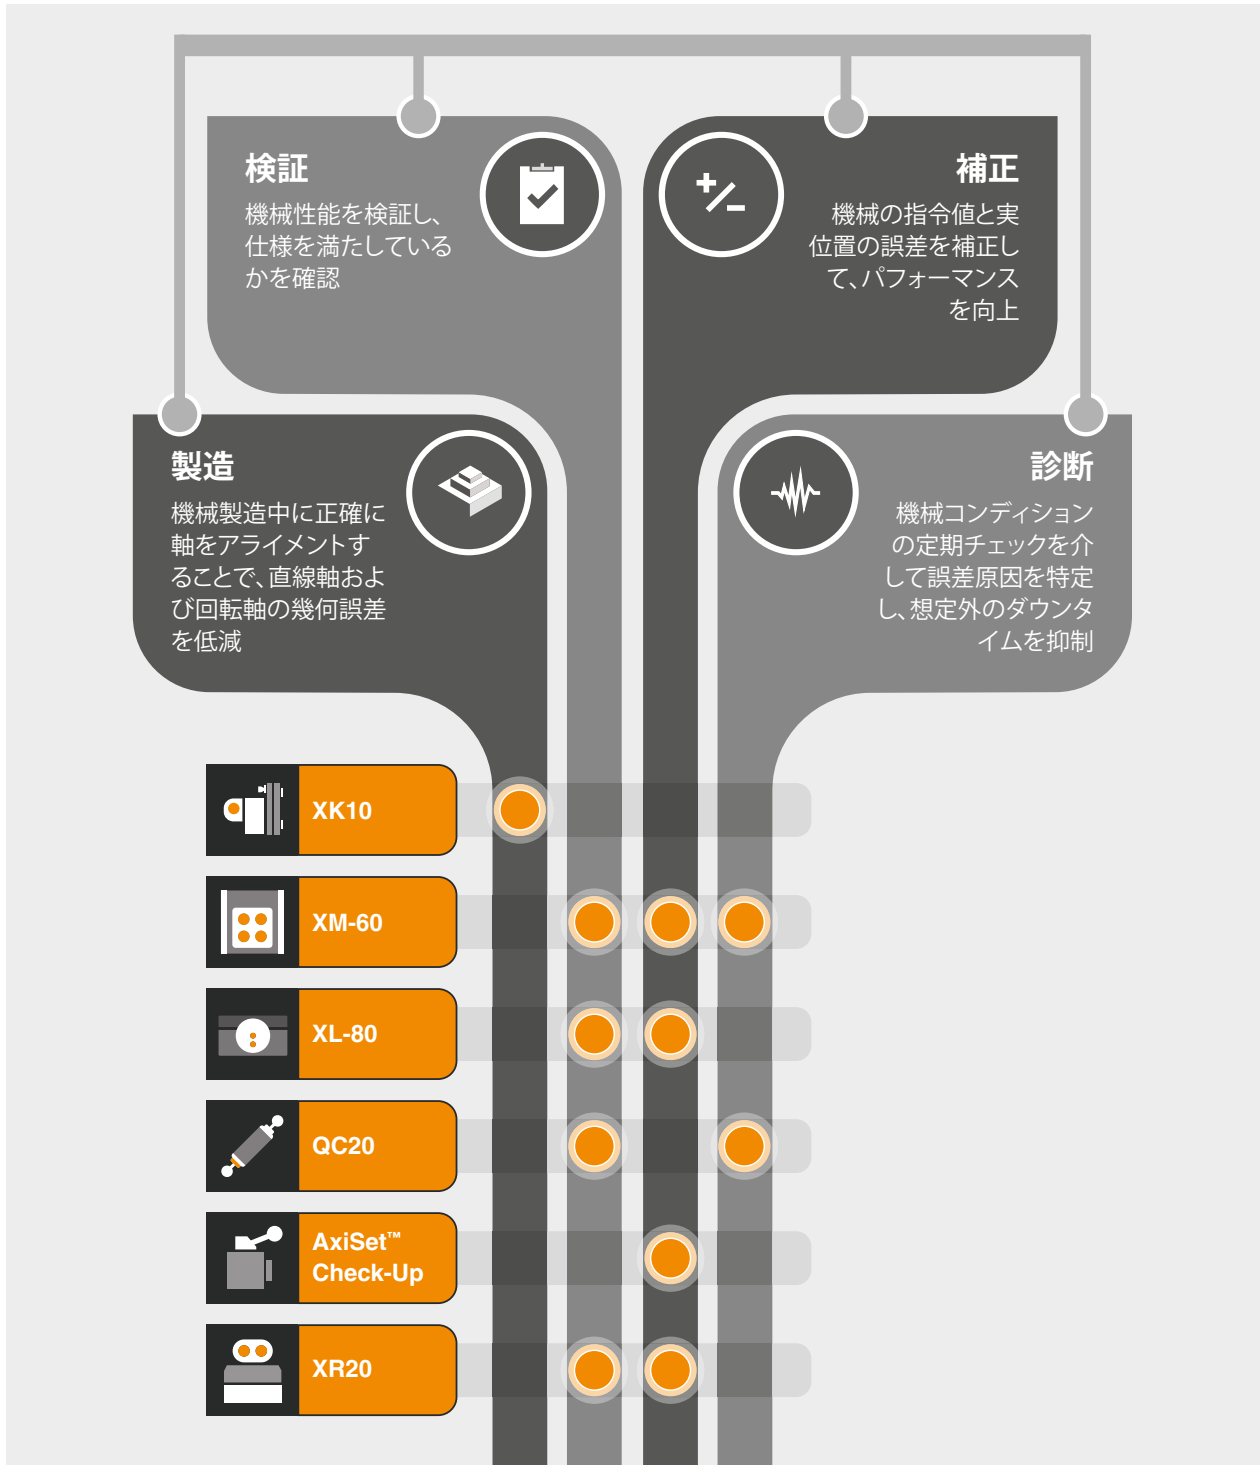 検証
機械性能を検証し、
仕様を満たしている
かを確認
補正
機械の指令値と実
位置の誤差を補正し
て、パフォーマンス
を向上
製造
機械製造中に正確に
軸をアライメントす
ることで、直線軸およ
び回転軸の幾何誤差
を低減
診断
機械コンディション
の定期チェックを介
して誤差原因を特定
し、想定外のダウンタ
イムを抑制
XK10
XM-60
XL-80
QC20
AxiSet™
Check-Up
XR20